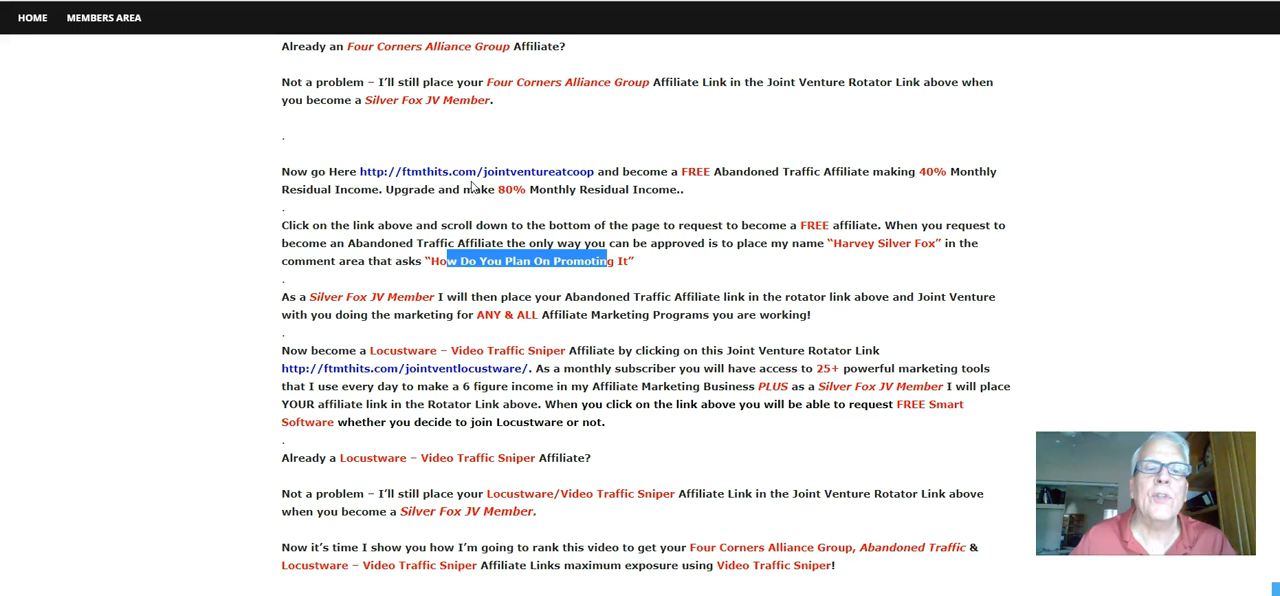 HOME MEMBERS AREA
Already an Four Corners Alliance Group Affiliate?
Not a problem – I'll still place your Four Corners Alliance Group Affiliate Link in the Joint Venture Rotator Link above when
you become a Silver Fox JV Member.
.
Now go Here http://ftmthits.com/jointventureatcoop and become a FREE Abandoned Traffic Affiliate making 40% Monthly
Residual Income. Upgrade and make 80% Monthly Residual Income..
.
Click on the link above and scroll down to the bottom of the page to request to become a FREE affiliate. When you request to
become an Abandoned Traffic Affiliate the only way you can be approved is to place my name “Harvey Silver Fox” in the
comment area that asks “How Do You Plan On Promoting It”
.
As a Silver Fox JV Member I will then place your Abandoned Traffic Affiliate link in the rotator link above and Joint Venture
with you doing the marketing for ANY & ALL Affiliate Marketing Programs you are working!
.
Now become a Locustware – Video Traffic Sniper Affiliate by clicking on this Joint Venture Rotator Link
http://ftmthits.com/jointventlocustware/. As a monthly subscriber you will have access to 25+ powerful marketing tools
that I use every day to make a 6 figure income in my Affiliate Marketing Business PLUS as a Silver Fox JV Member I will place
YOUR affiliate link in the Rotator Link above. When you click on the link above you will be able to request FREE Smart
Software whether you decide to join Locustware or not.
.
Already a Locustware – Video Traffic Sniper Affiliate?
Not a problem – I'll still place your Locustware/Video Traffic Sniper Affiliate Link in the Joint Venture Rotator Link above
when you become a Silver Fox JV Member.
Now it's time I show you how I'm going to rank this video to get your Four Corners Alliance Group, Abandoned Traffic &
Locustware – Video Traffic Sniper Affiliate Links maximum exposure using Video Traffic Sniper!